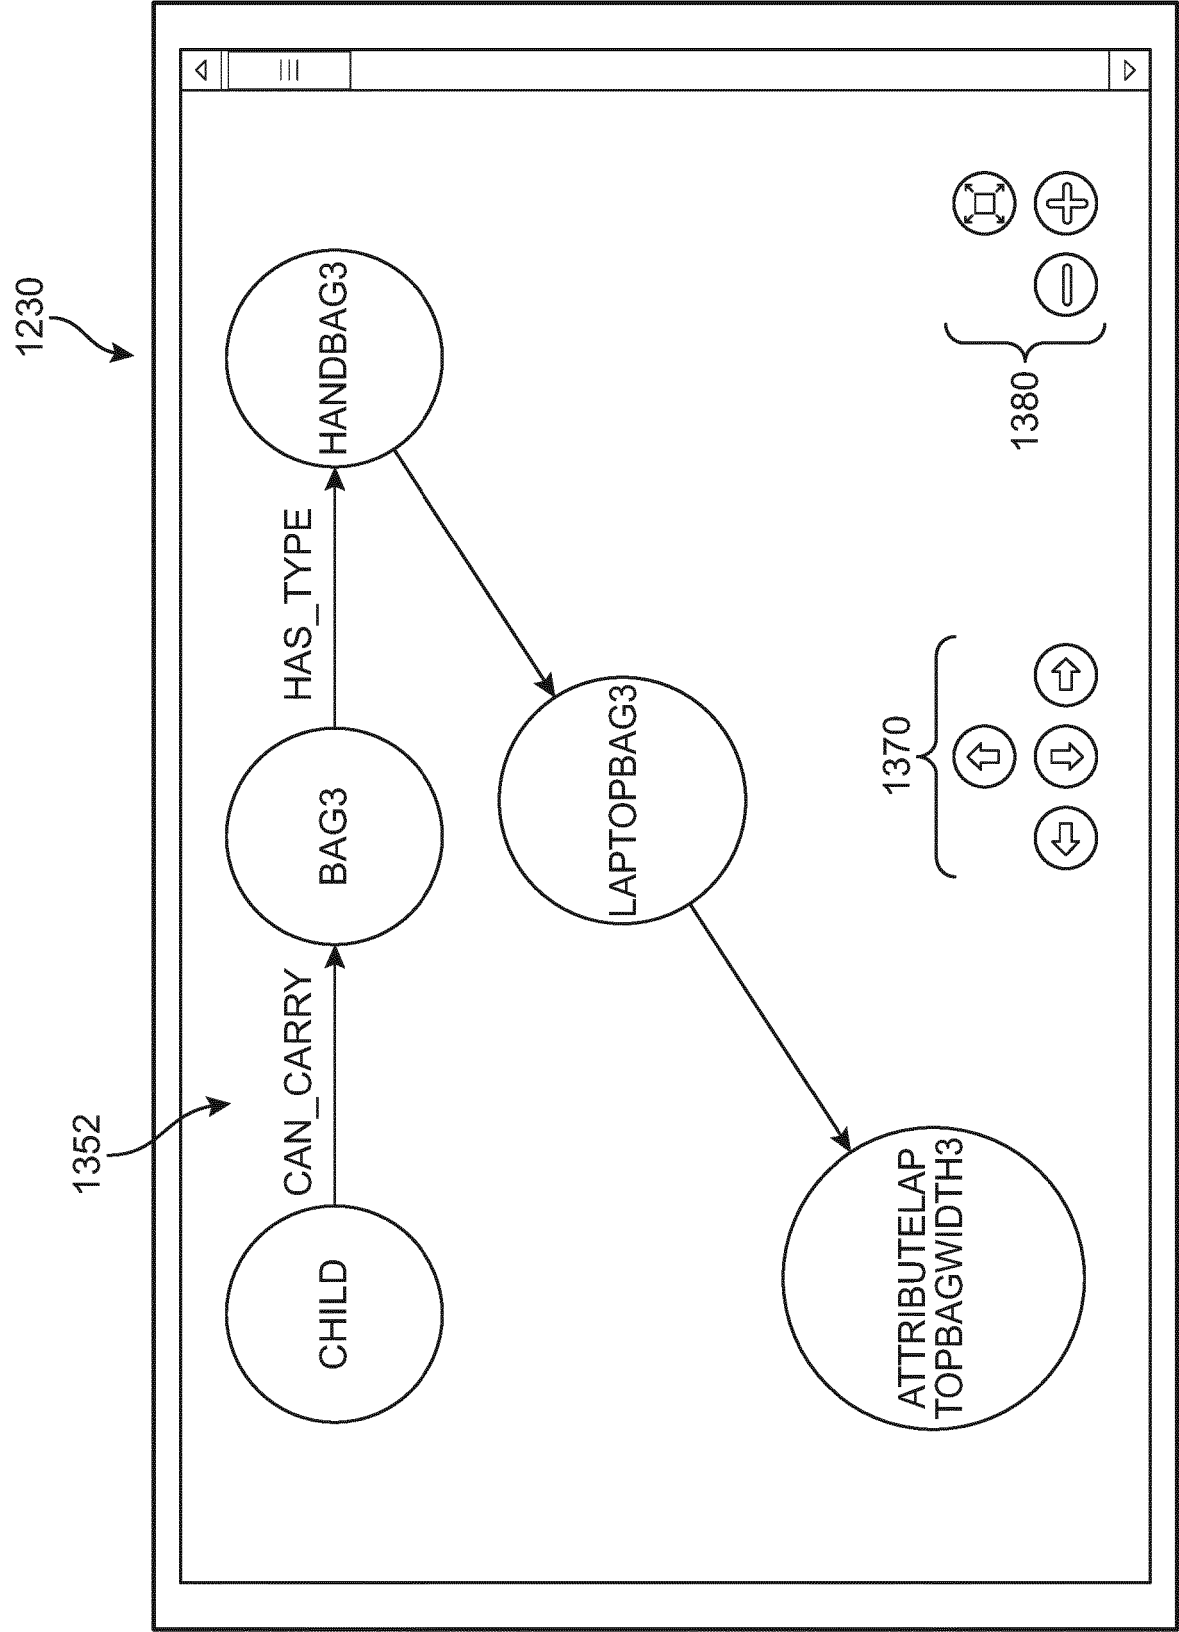 1230
1352
CHILD
CAN_CARRY
BAG3
HAS_TYPE
HANDBAG3
LAPTOPBAG3
ATTRIBUTELAP
TOPBAGWIDTH3
1370
1380